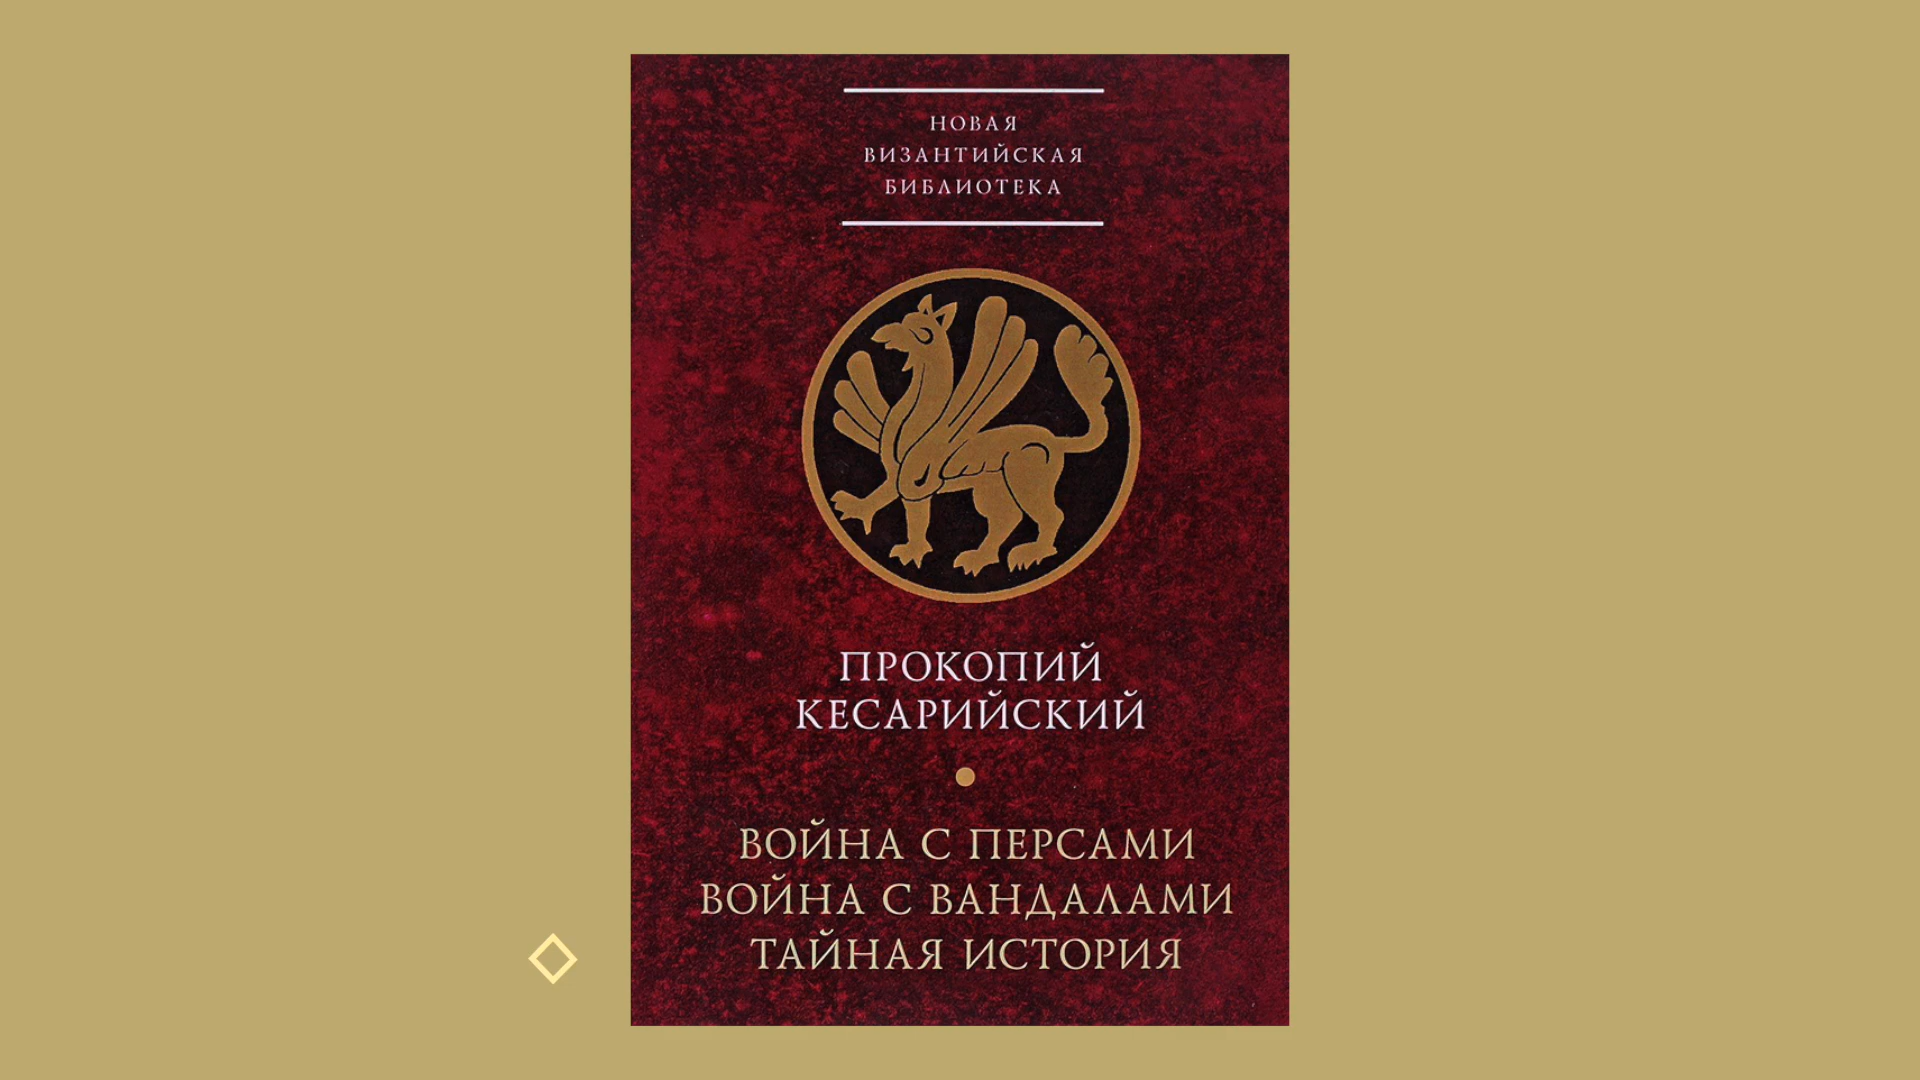 НОВАЯ
ВИЗАНТИЙСКАЯ
БИБЛИОТЕКА
ПРОКОПИЙ
КЕСАРИЙСКИЙ
ВОЙНА С ПЕРСАМИ
ВОЙНА С ВАНДАЛАМИ
ТАЙНАЯ ИСТОРИЯ